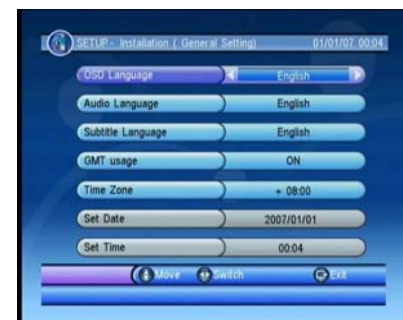 SETUP - Installation ( General Setting) 01/01/07 00:04
OSD Language English
Audio Language English
Subtitle Language English
GMT usage ON
Time Zone + 08:00
Set Date 2007/01/01
Set Time 00:04
Move Switch Exit